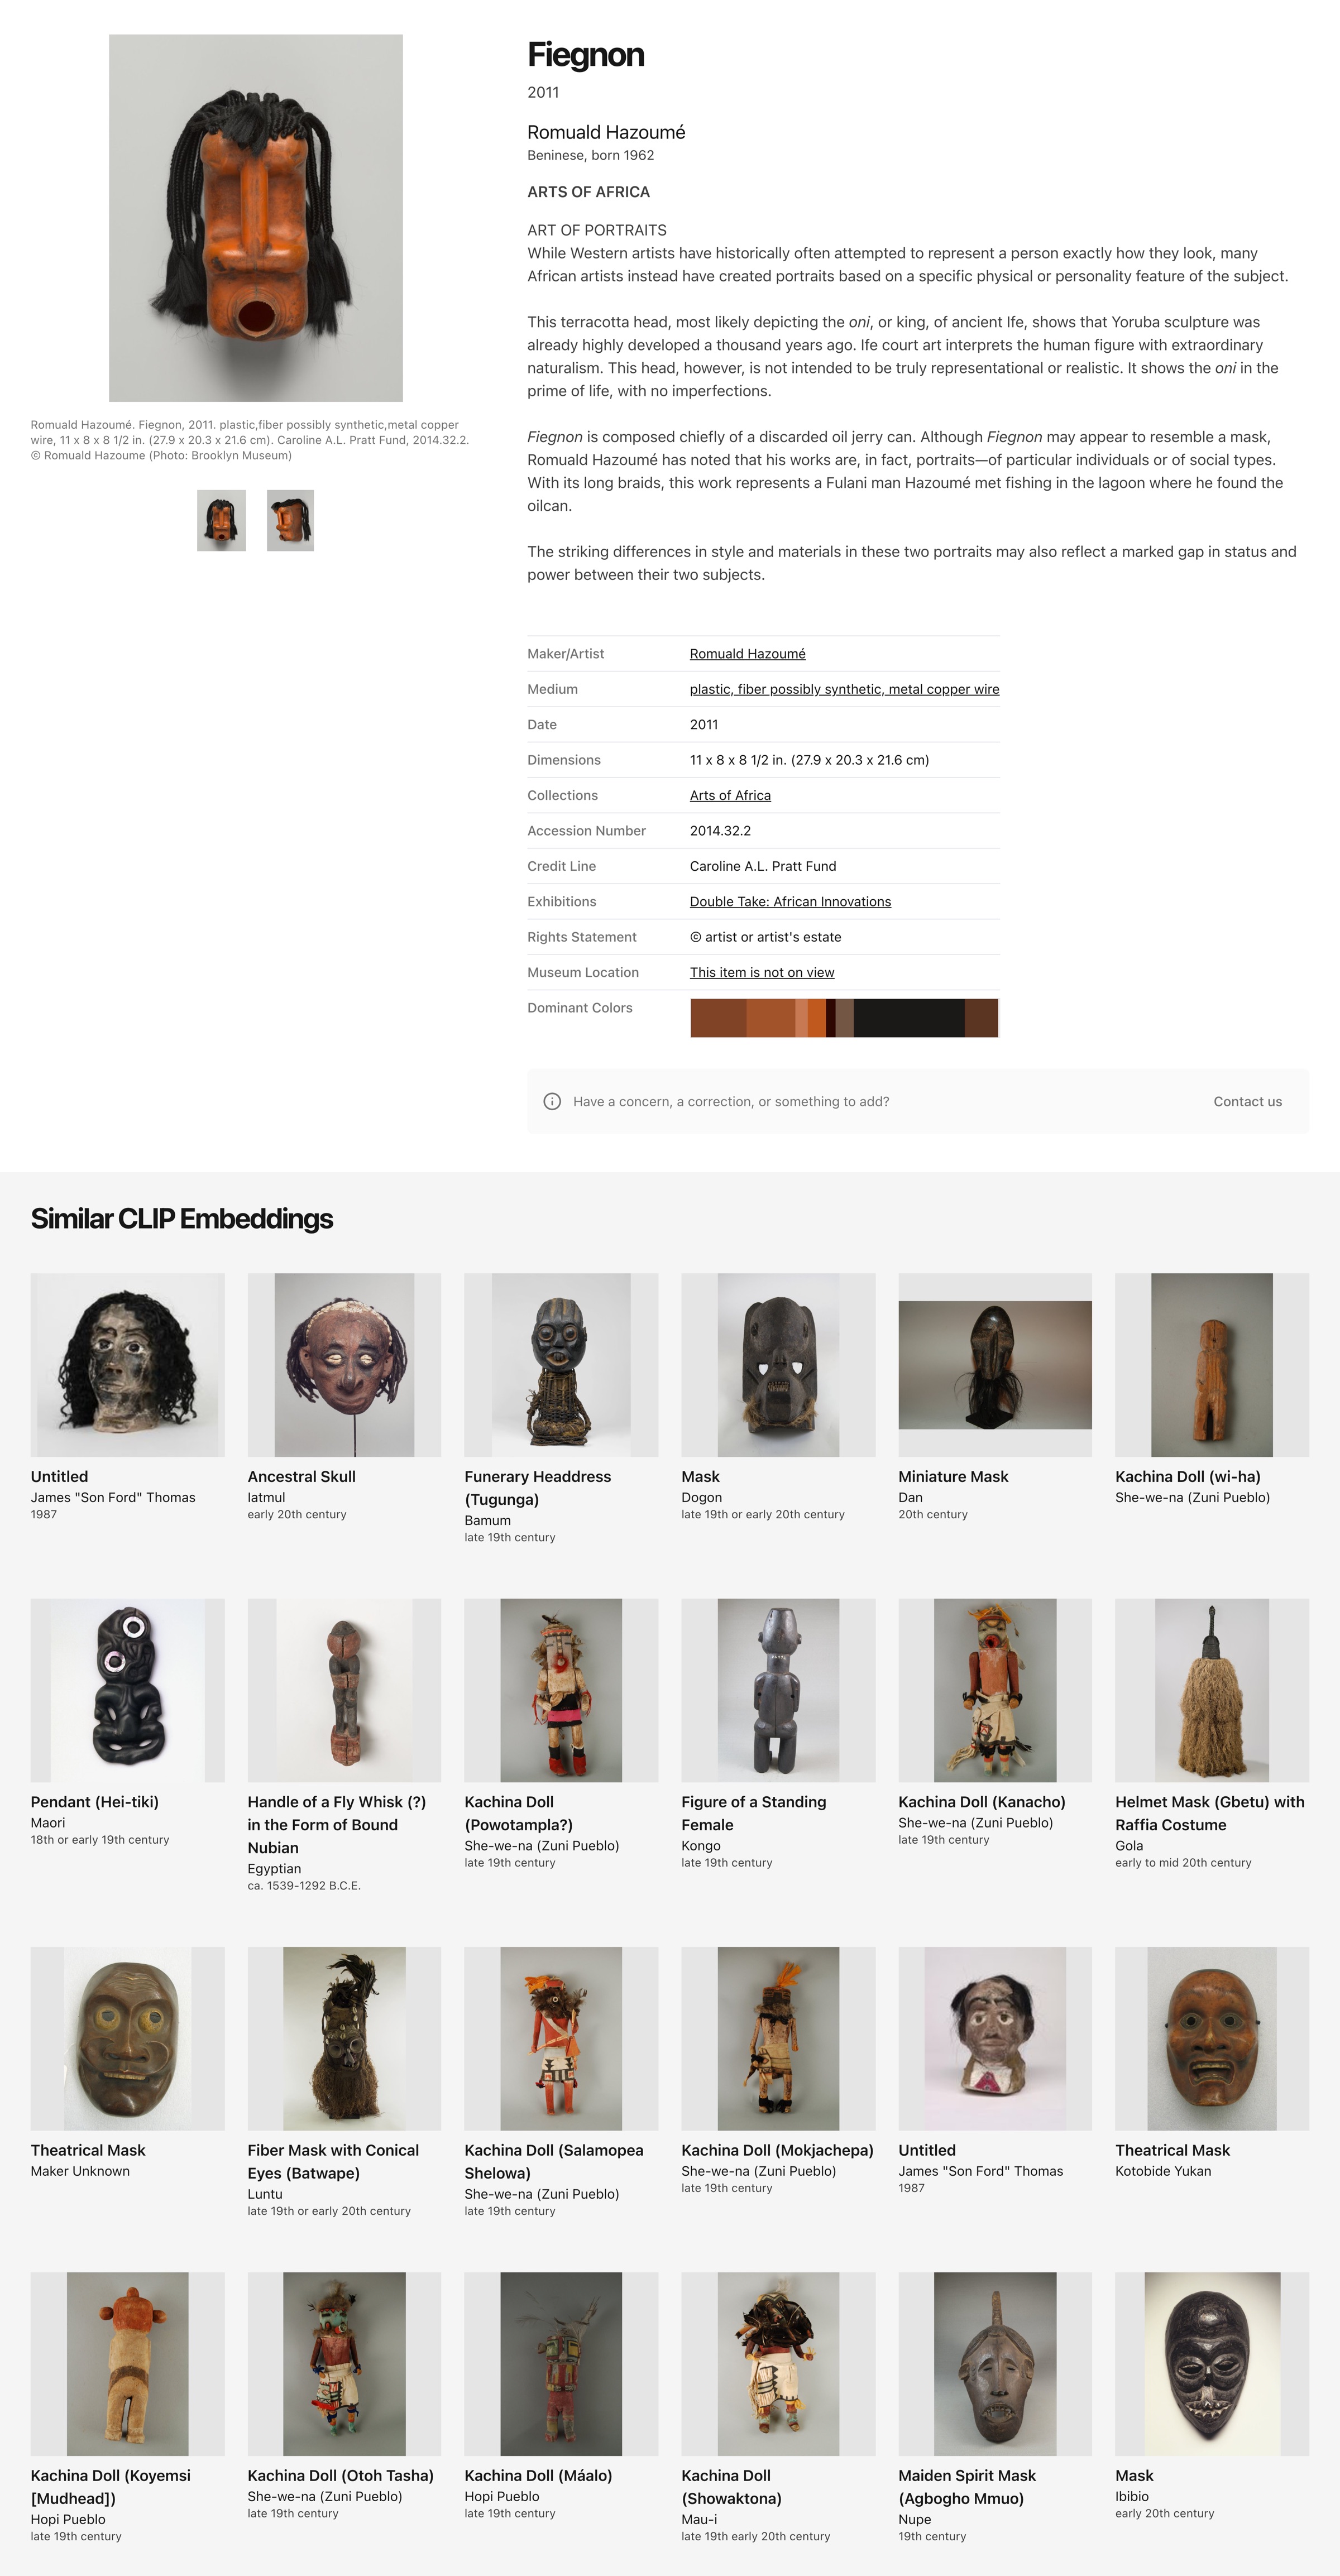 Fiegnon
2011
Romuald Hazoumé
Beninese, born 1962
ARTS OF AFRICA
ART OF PORTRAITS
While Western artists have historically often attempted to represent a person exactly how they look, many
African artists instead have created portraits based on a specific physical or personality feature of the subject.
This terracotta head, most likely depicting the oni, or king, of ancient Ife, shows that Yoruba sculpture was
already highly developed a thousand years ago. Ife court art interprets the human figure with extraordinary
naturalism. This head, however, is not intended to be truly representational or realistic. It shows the oni in the
prime of life, with no imperfections.
Fiegnon is composed chiefly of a discarded oil jerry can. Although Fiegnon may appear to resemble a mask,
Romuald Hazoumé has noted that his works are, in fact, portraits—of particular individuals or of social types.
With its long braids, this work represents a Fulani man Hazoumé met fishing in the lagoon where he found the
oilcan.
The striking differences in style and materials in these two portraits may also reflect a marked gap in status and
power between their two subjects.
Romuald Hazoumé. Fiegnon, 2011. plastic,fiber possibly synthetic,metal copper
wire, 11 x 8 x 8 1/2 in. (27.9 x 20.3 x 21.6 cm). Caroline A.L. Pratt Fund, 2014.32.2.
© Romuald Hazoume (Photo: Brooklyn Museum)
Maker/Artist Romuald Hazoumé
Medium plastic, fiber possibly synthetic, metal copper wire
Date 2011
Dimensions 11 x 8 x 8 1/2 in. (27.9 x 20.3 x 21.6 cm)
Collections Arts of Africa
Accession Number 2014.32.2
Credit Line Caroline A.L. Pratt Fund
Exhibitions Double Take: African Innovations
Rights Statement © artist or artist's estate
Museum Location This item is not on view
Dominant Colors
Have a concern, a correction, or something to add? Contact us
Similar CLIP Embeddings
Untitled
James "Son Ford" Thomas
1987
Ancestral Skull
Iatmul
early 20th century
Funerary Headdress
(Tugunga)
Bamum
late 19th century
Mask
Dogon
late 19th or early 20th century
Miniature Mask
Dan
20th century
Kachina Doll (wi-ha)
She-we-na (Zuni Pueblo)
Pendant (Hei-tiki)
Maori
18th or early 19th century
Handle of a Fly Whisk (?)
in the Form of Bound
Nubian
Egyptian
ca. 1539-1292 B.C.E.
Kachina Doll
(Powotampla?)
She-we-na (Zuni Pueblo)
late 19th century
Figure of a Standing
Female
Kongo
late 19th century
Kachina Doll (Kanacho)
She-we-na (Zuni Pueblo)
late 19th century
Helmet Mask (Gbetu) with
Raffia Costume
Gola
early to mid 20th century
Theatrical Mask
Maker Unknown
Fiber Mask with Conical
Eyes (Batwape)
Luntu
late 19th or early 20th century
Kachina Doll (Salamopea
Shelowa)
She-we-na (Zuni Pueblo)
late 19th century
Kachina Doll (Mokjachepa)
She-we-na (Zuni Pueblo)
late 19th century
Untitled
James "Son Ford" Thomas
1987
Theatrical Mask
Kotobide Yukan
Kachina Doll (Koyemsi
[Mudhead])
Hopi Pueblo
late 19th century
Kachina Doll (Otoh Tasha)
She-we-na (Zuni Pueblo)
late 19th century
Kachina Doll (Máalo)
Hopi Pueblo
late 19th century
Kachina Doll
(Showaktona)
Mau-i
late 19th early 20th century
Maiden Spirit Mask
(Agbogho Mmuo)
Nupe
19th century
Mask
Ibibio
early 20th century